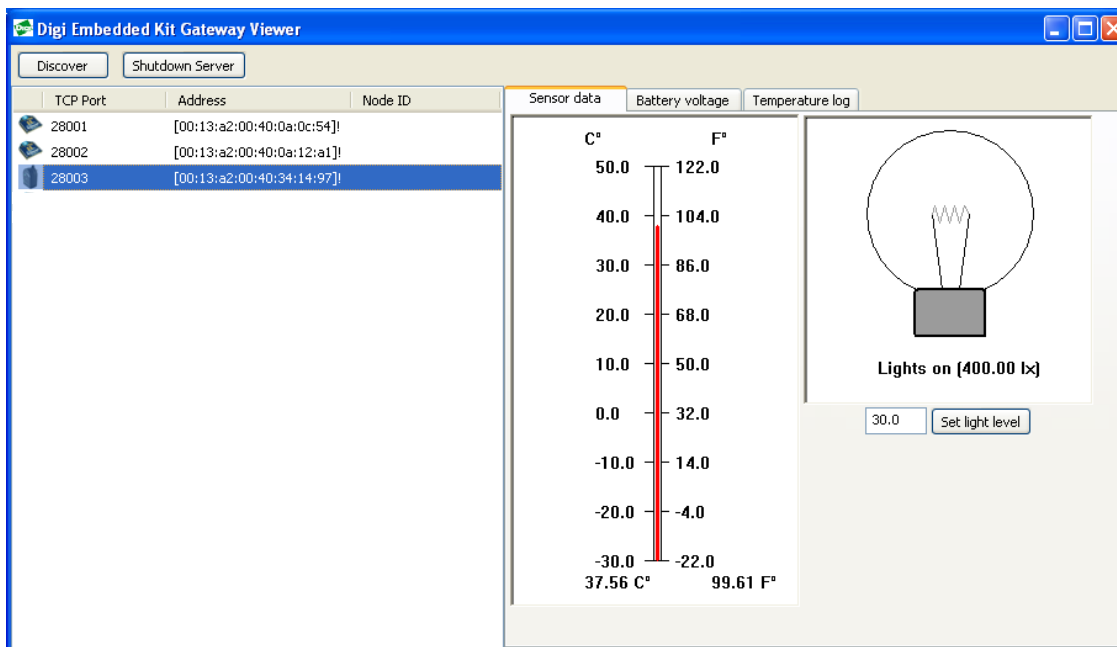 Digi Embedded Kit Gateway Viewer
Discover Shutdown Server
TCP Port Address Node ID
28001 [00:13:a2:00:40:0a:0c:54]!
28002 [00:13:a2:00:40:0a:12:a1]!
28003 [00:13:a2:00:40:34:14:97]!
Sensor data Battery voltage Temperature log
C° F°
50.0 122.0
40.0 104.0
30.0 86.0
20.0 68.0
10.0 50.0
0.0 32.0
-10.0 14.0
-20.0 -4.0
-30.0 -22.0
37.56 C° 99.61 F°
Lights on (400.00 lx)
30.0 Set light level